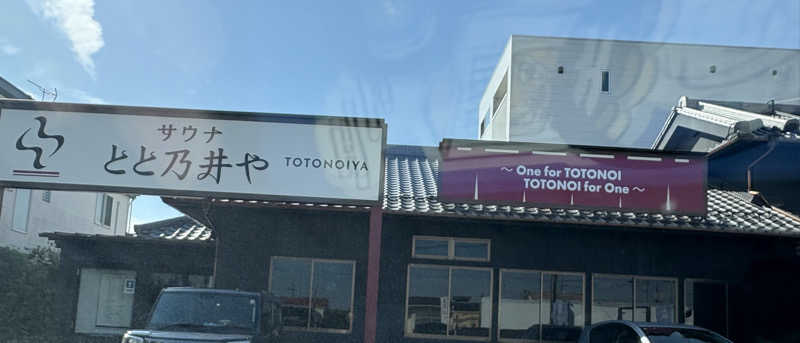 サウナ
とと乃井や TOTONOIYA
～ One for TOTONOI
TOTONOI for One ～